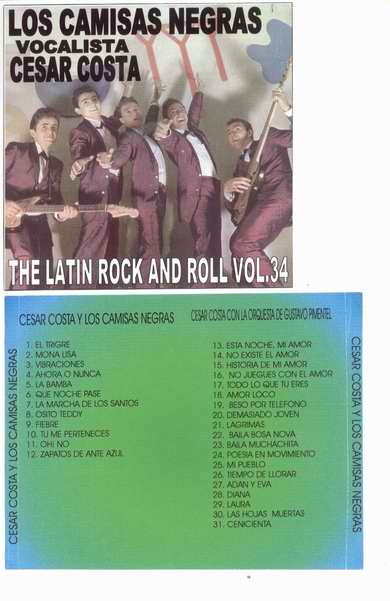 LOS CAMISAS NEGRAS
VOCALISTA
CESAR COSTA
THE LATIN ROCK AND ROLL VOL.34
CESAR COSTA Y LOS CAMISAS NEGRAS
CESAR COSTA Y LOS CAMISAS NEGRAS
1. EL TRIGRE
2. MONA LISA
3. VIBRACIONES
4. AHORA O NUNCA
5. LA BAMBA
6. QUE NOCHE PASE
7. LA MARCHA DE LOS SANTOS
8. OSITO TEDDY
9. FIEBRE
10. TU ME PERTENECES
11. OH! NO
12. ZAPATOS DE ANTE AZUL
CESAR COSTA CON LA ORQUESTA DE GUSTAVO PIMENTEL
13. ESTA NOCHE, MI AMOR
14. NO EXISTE EL AMOR
15. HISTORIA DE MI AMOR
16. NO JUEGUES CON EL AMOR
17. TODO LO QUE TU ERES
18. AMOR LOCO
19. BESO POR TELEFONO
20. DEMASIADO JOVEN
21. LAGRIMAS
22. BAILA BOSA NOVA
23. BAILA MUCHACHITA
24. POESIA EN MOVIMIENTO
25. MI PUEBLO
26. TIEMPO DE LLORAR
27. ADAN Y EVA
28. DIANA
29. LAURA
30. LAS HOJAS MUERTAS
31. CENICIENTA
CESAR COSTA Y LOS CAMISAS NEGRAS